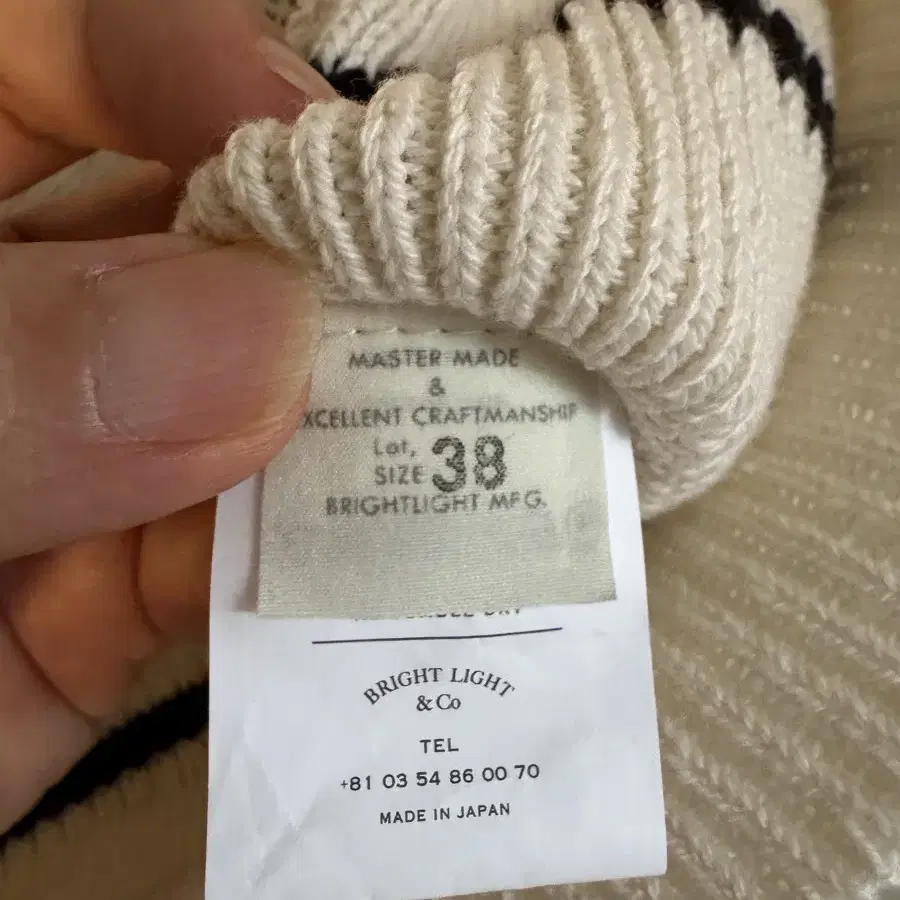 MASTER MADE
&
XCELLENT CRAFTMANSHIP
Lot,
SIZE 38
BRIGHTLIGHT MFG.
BRIGHT LIGHT
& Co
TEL
+81 03 54 86 00 70
MADE IN JAPAN